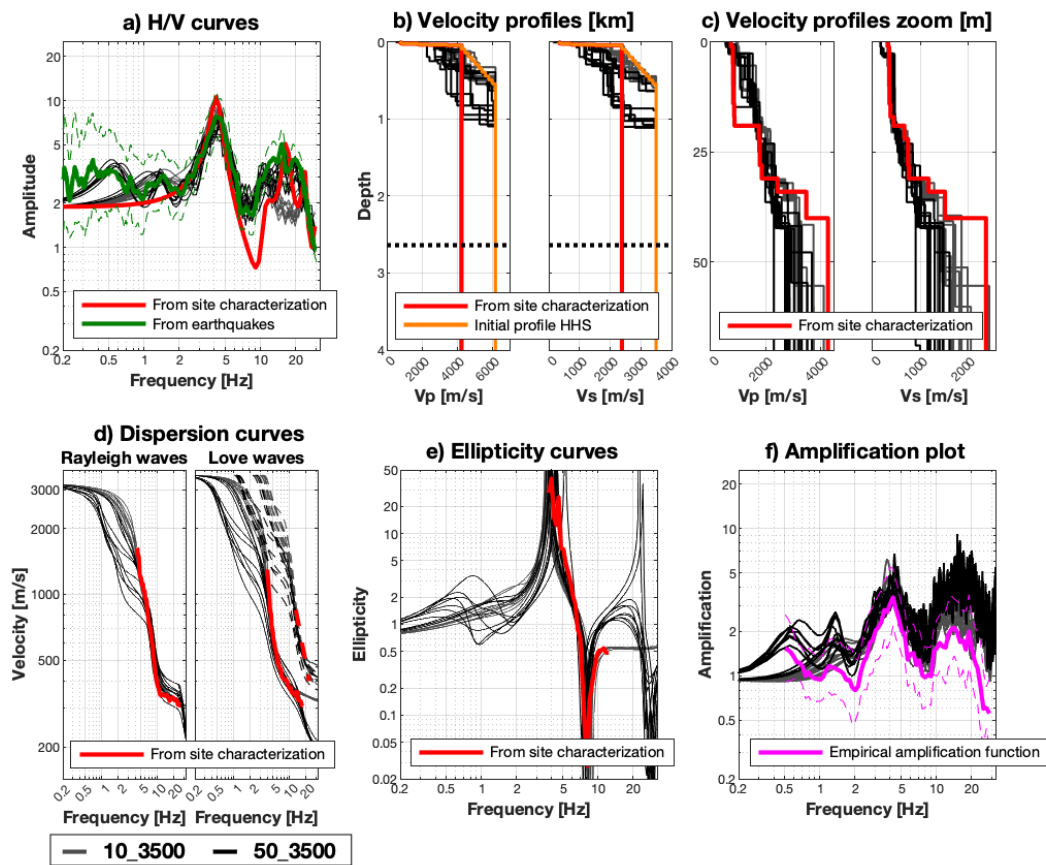 a) H/V curves
20
10
5
2
1
0.5
0.2
Amplitude
From site characterization
From earthquakes
0.2 0.5 1 2 5 10 20
Frequency [Hz]
b) Velocity profiles [km]
0
1
2
3
4
Depth
From site characterization
Initial profile HHS
0 2000 4000 6000
Vp [m/s]
0 1000 2000 3000 4000
Vs [m/s]
c) Velocity profiles zoom [m]
0
25
50
From site characterization
0 2000 4000
Vp [m/s]
0 1000 2000
Vs [m/s]
d) Dispersion curves
Rayleigh waves Love waves
3000
2000
1000
500
400
200
Velocity [m/s]
From site characterization
0.2 0.5 1 2 5 10 20
0.2 0.5 1 2 5 10 20
Frequency [Hz] Frequency [Hz]
10_3500 50_3500
e) Ellipticity curves
50
20
10
5
2
1
0.5
0.2
0.1
0.05
0.02
Ellipticity
From site characterization
0.2 0.5 1 2 5 10 20
Frequency [Hz]
f) Amplification plot
20
10
5
2
1
0.5
0.2
Amplification
Empirical amplification function
0.2 0.5 1 2 5 10 20
Frequency [Hz]